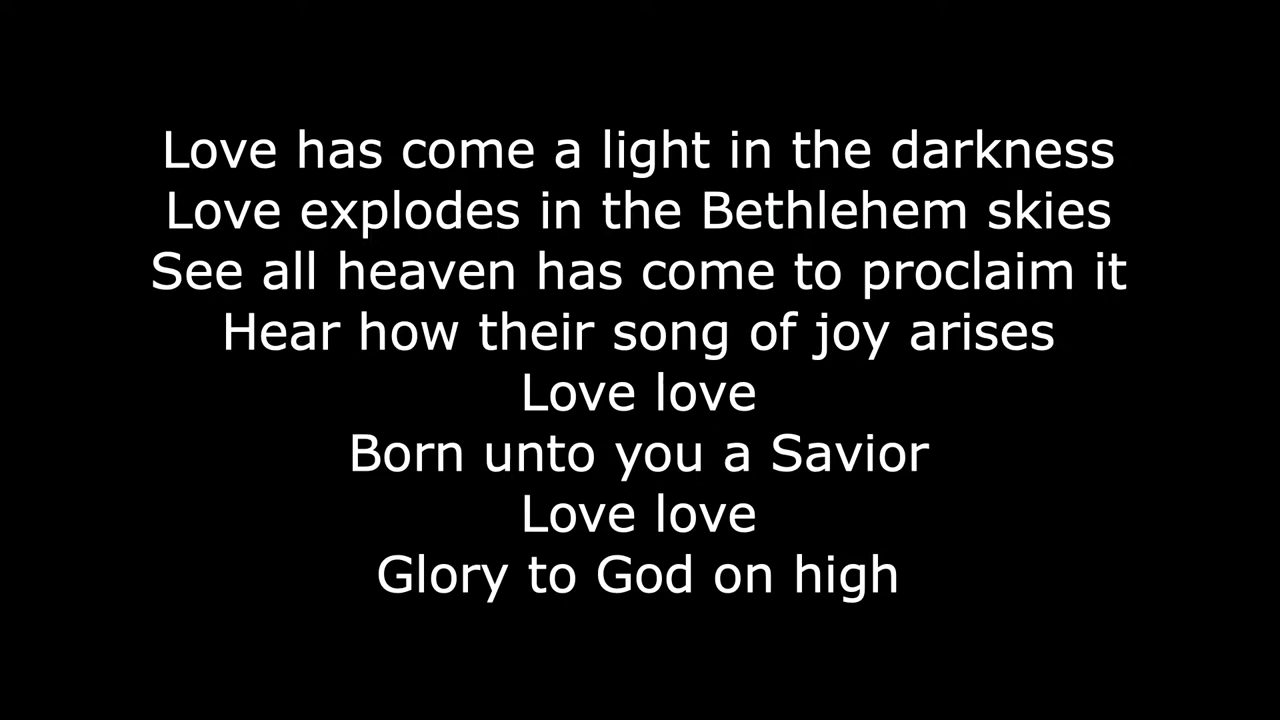 Love has come a light in the darkness
Love explodes in the Bethlehem skies
See all heaven has come to proclaim it
Hear how their song of joy arises
Love love
Born unto you a Savior
Love love
Glory to God on high